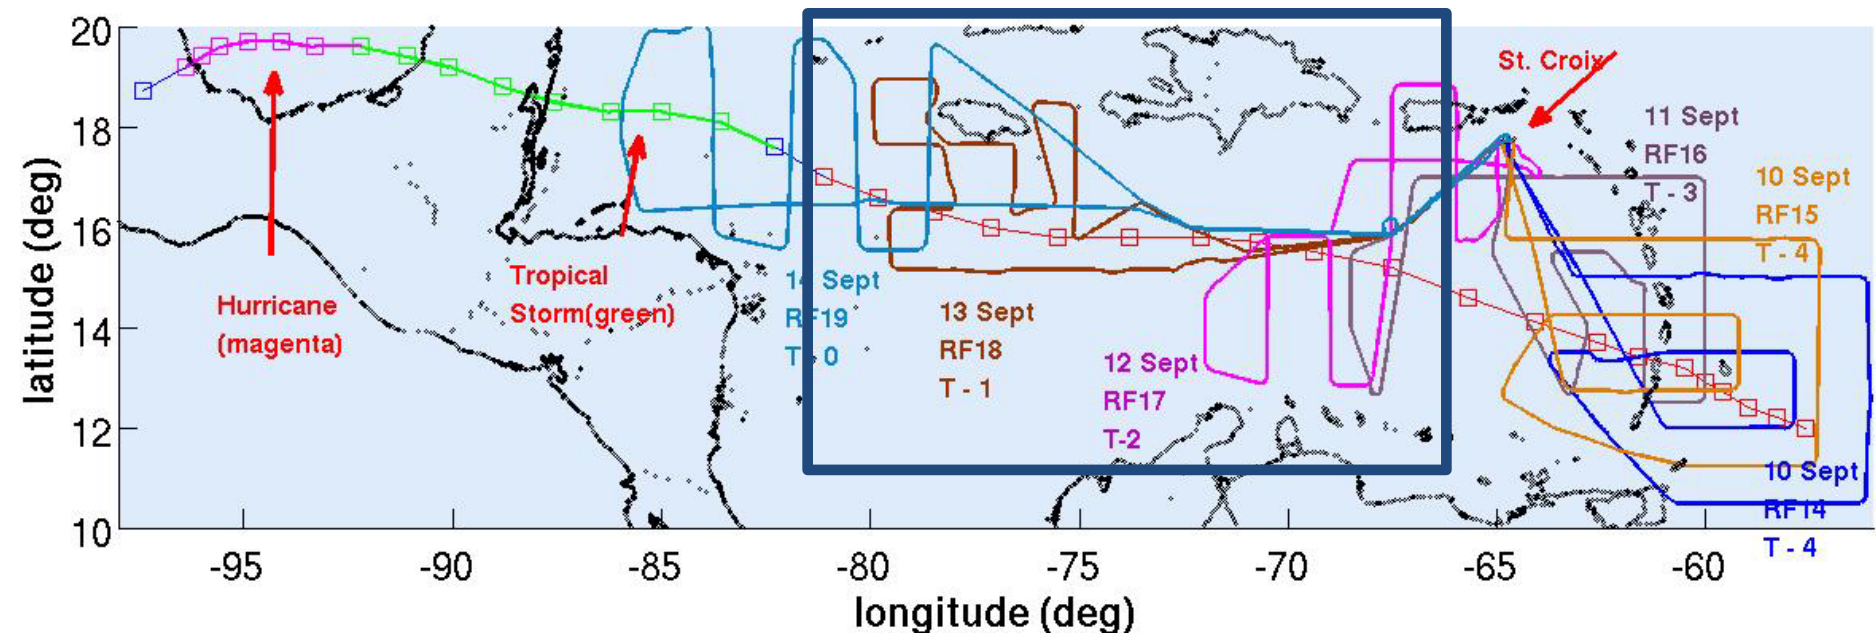 20
18
16
14
12
10
latitude (deg)
-95
-90
-85
-80
-75
-70
-65
-60
longitude (deg)
Hurricane
(magenta)
Tropical
Storm(green)
14 Sept
RF19
T - 0
13 Sept
RF18
T - 1
12 Sept
RF17
T-2
St. Croix
11 Sept
RF16
T - 3
10 Sept
RF15
T - 4
10 Sept
RF14
T - 4